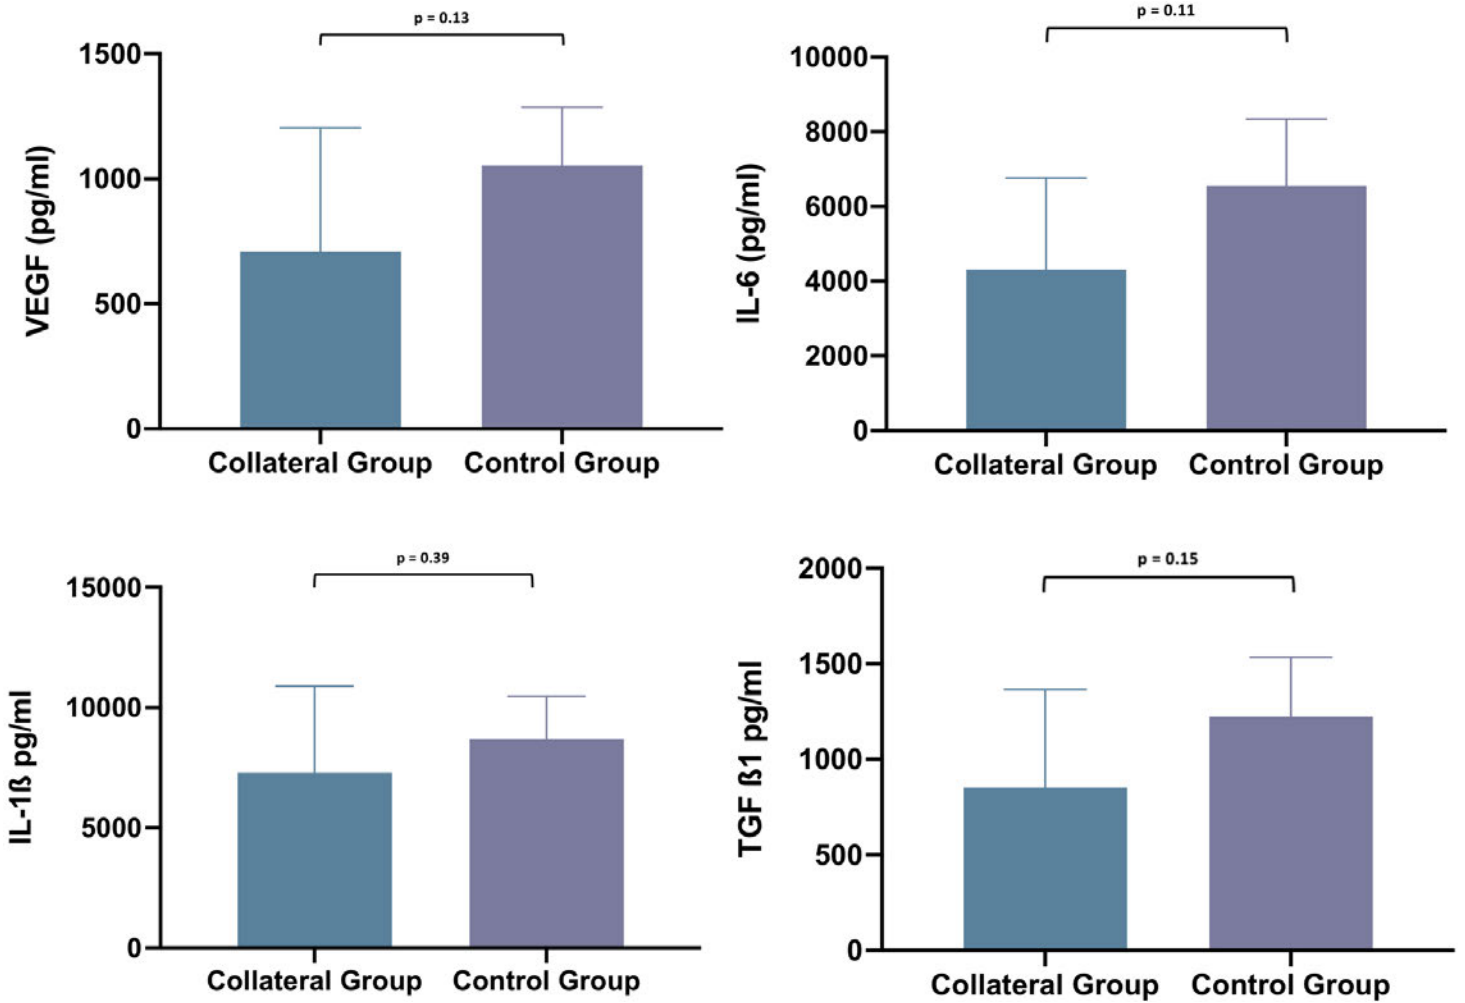 p = 0.13
1500
1000
500
0
VEGF (pg/ml)
Collateral Group
Control Group
p = 0.11
10000
8000
6000
4000
2000
0
IL-6 (pg/ml)
Collateral Group
Control Group
p = 0.39
15000
10000
5000
0
IL-1ß pg/ml
Collateral Group
Control Group
p = 0.15
2000
1500
1000
500
0
TGF ß1 pg/ml
Collateral Group
Control Group